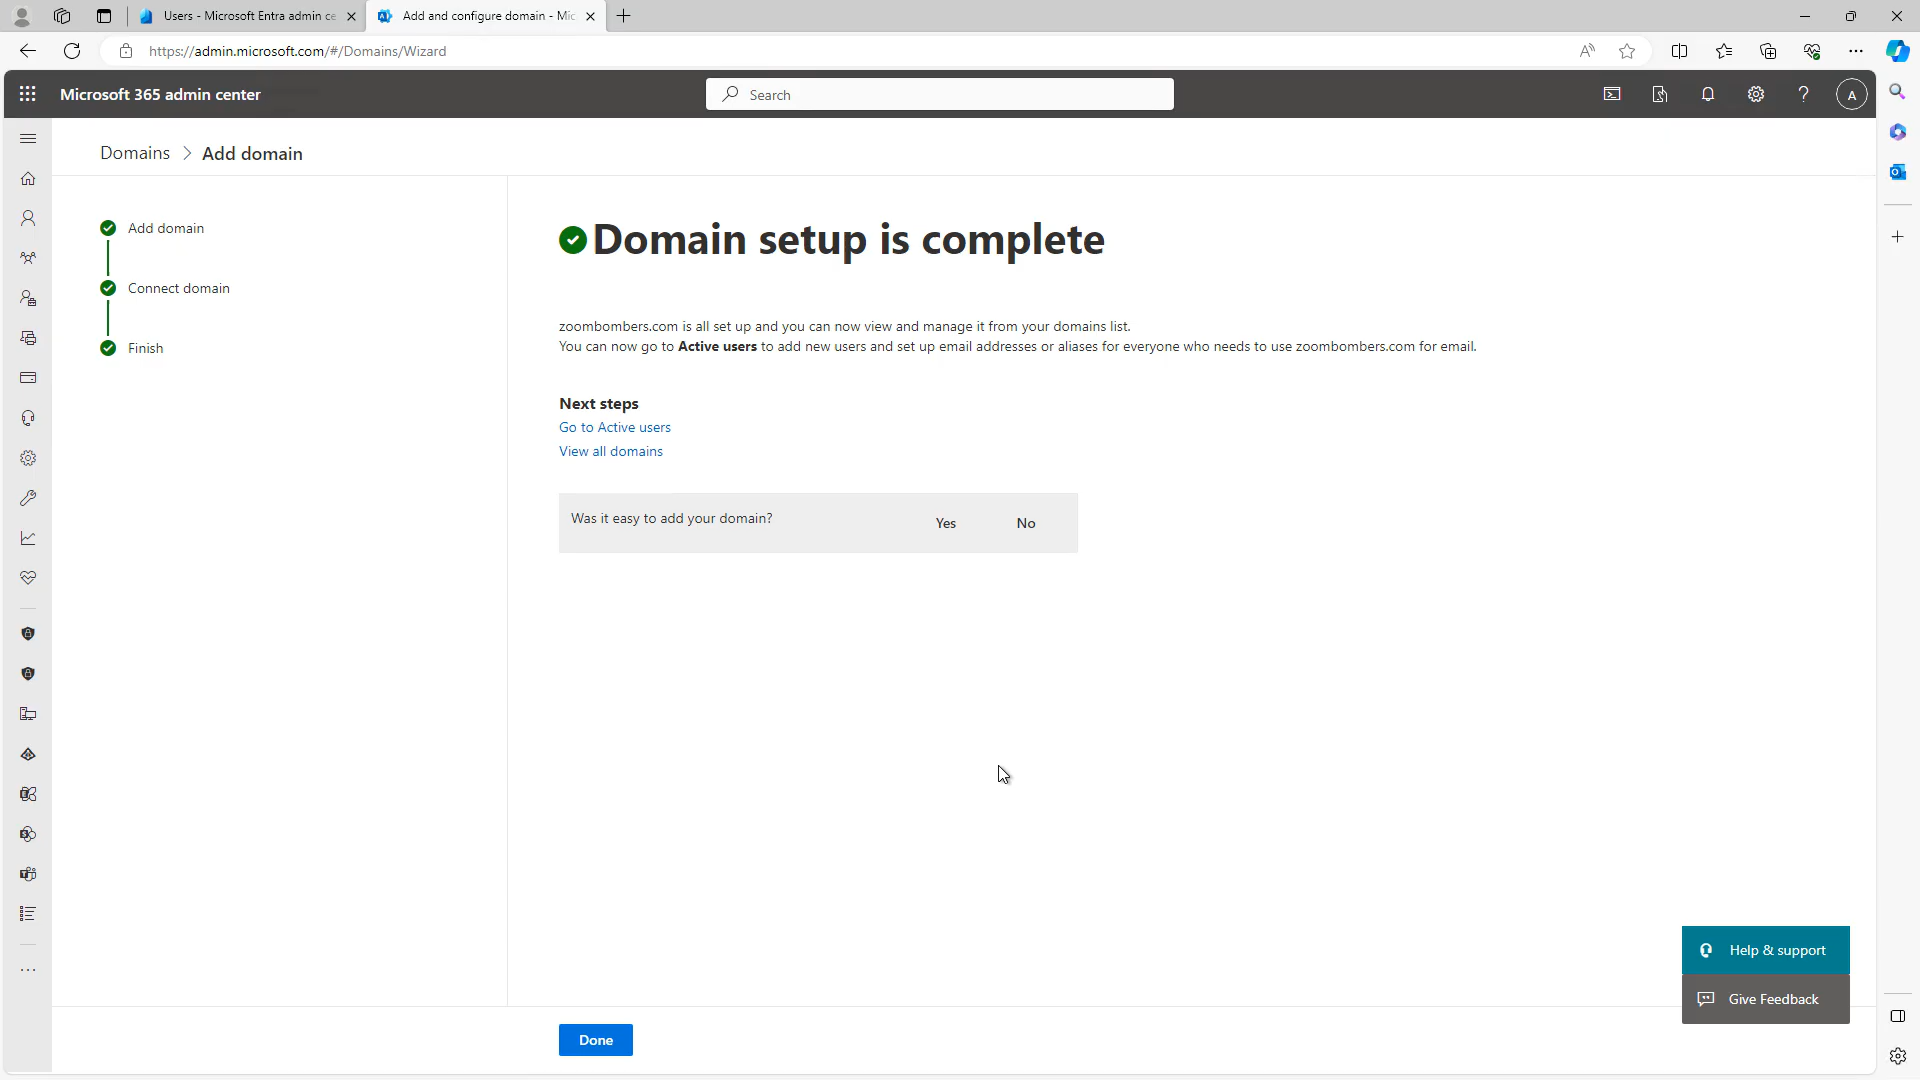 Users - Microsoft Entra admin ce
Add and configure domain - Mic
https://admin.microsoft.com/#/Domains/Wizard
Microsoft 365 admin center
Search
A
Domains
Add domain
Add domain
Connect domain
Finish
Domain setup is complete
zoombombers.com is all set up and you can now view and manage it from your domains list.
You can now go to Active users to add new users and set up email addresses or aliases for everyone who needs to use zoombombers.com for email.
Next steps
Go to Active users
View all domains
Was it easy to add your domain?
Yes
No
Help & support
Give Feedback
Done